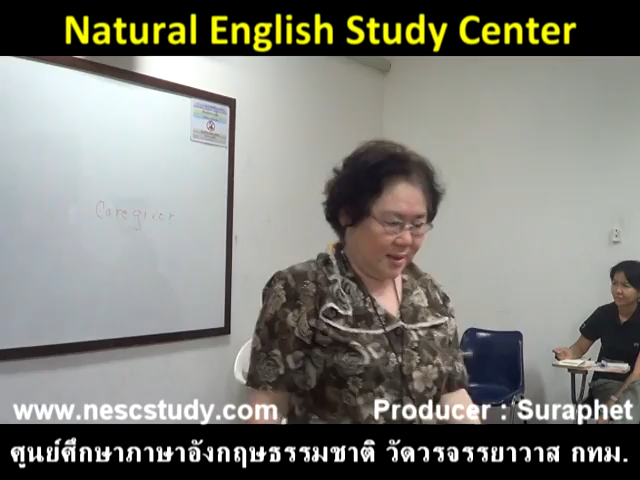 Natural English Study Center
Caregiver
www.nescstudy.com
Producer : Suraphet
ศูนย์ศึกษาภาษาอังกฤษธรรมชาติ วัดวรจรรยาวาส กทม.